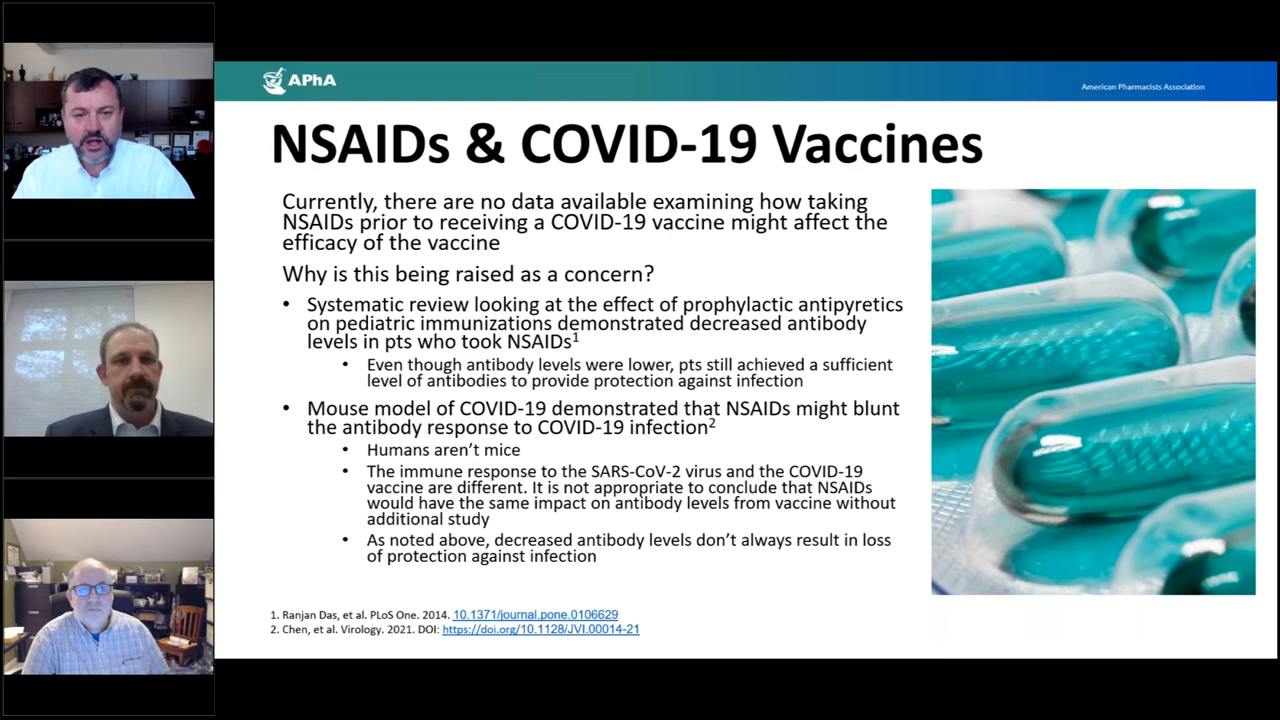 APhA
American Pharmacists Association
NSAIDs & COVID-19 Vaccines
Currently, there are no data available examining how taking
NSAIDs prior to receiving a COVID-19 vaccine might affect the
efficacy of the vaccine
Why is this being raised as a concern?
• Systematic review looking at the effect of prophylactic antipyretics
on pediatric immunizations demonstrated decreased antibody
levels in pts who took NSAIDs1
• Even though antibody levels were lower, pts still achieved a sufficient
level of antibodies to provide protection against infection
• Mouse model of COVID-19 demonstrated that NSAIDs might blunt
the antibody response to COVID-19 infection2
• Humans aren’t mice
• The immune response to the SARS-CoV-2 virus and the COVID-19
vaccine are different. It is not appropriate to conclude that NSAIDs
would have the same impact on antibody levels from vaccine without
additional study
• As noted above, decreased antibody levels don’t always result in loss
of protection against infection
1. Ranjan Das, et al. PLoS One. 2014. 10.1371/journal.pone.0106629
2. Chen, et al. Virology. 2021. DOI: https://doi.org/10.1128/JVI.00014-21